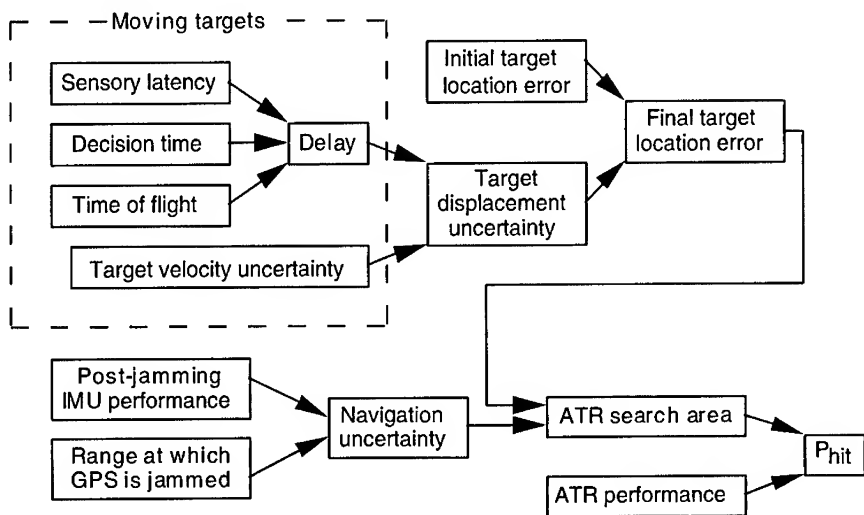 Moving targets
Sensory latency
Decision time
Time of flight
Delay
Target velocity uncertainty
Initial target
location error
Target
displacement
uncertainty
Final target
location error
Post-jamming
IMU performance
Range at which
GPS is jammed
Navigation
uncertainty
ATR search area
ATR performance
Phit